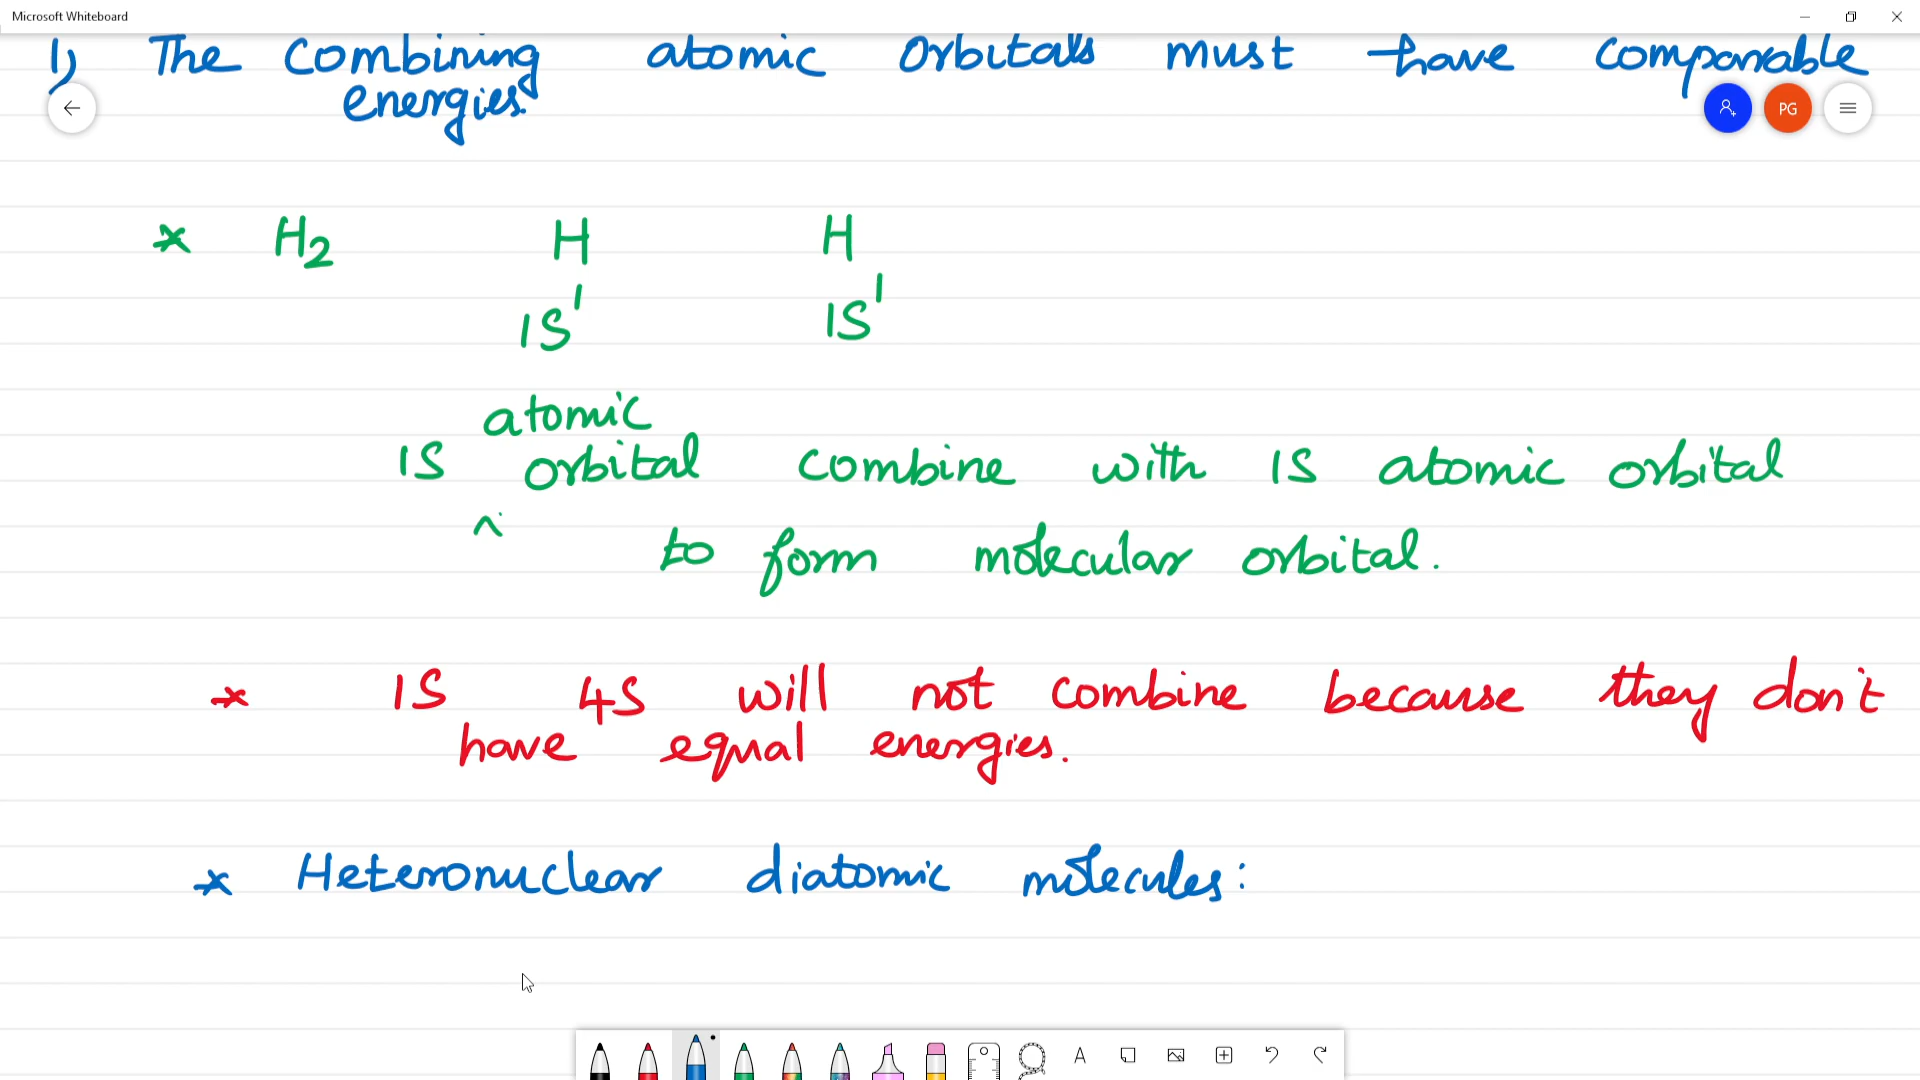 Microsoft Whiteboard
1) The Combining atomic Orbitals must have Comparable
energies.
PG
* H2 H H
1S1 1S1
atomic
1S orbital combine with 1S atomic orbital
^ to form molecular orbital.
* 1S 4S will not combine because they don't
have equal energies.
* Heteronuclear diatomic molecules:
A